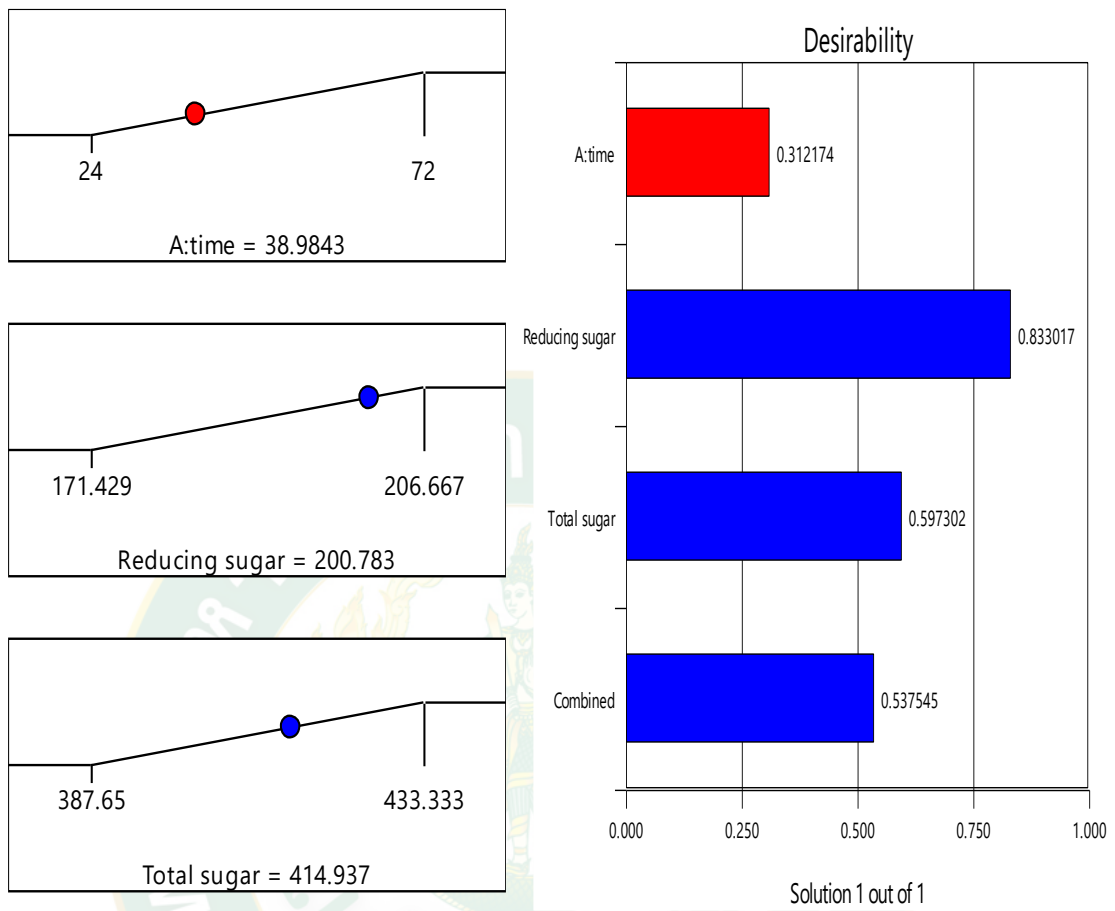 24
72
A:time = 38.9843
171.429
206.667
Reducing sugar = 200.783
387.65
433.333
Total sugar = 414.937
Desirability
A:time
0.312174
Reducing sugar
0.833017
Total sugar
0.597302
Combined
0.537545
0.000 0.250 0.500 0.750 1.000
Solution 1 out of 1